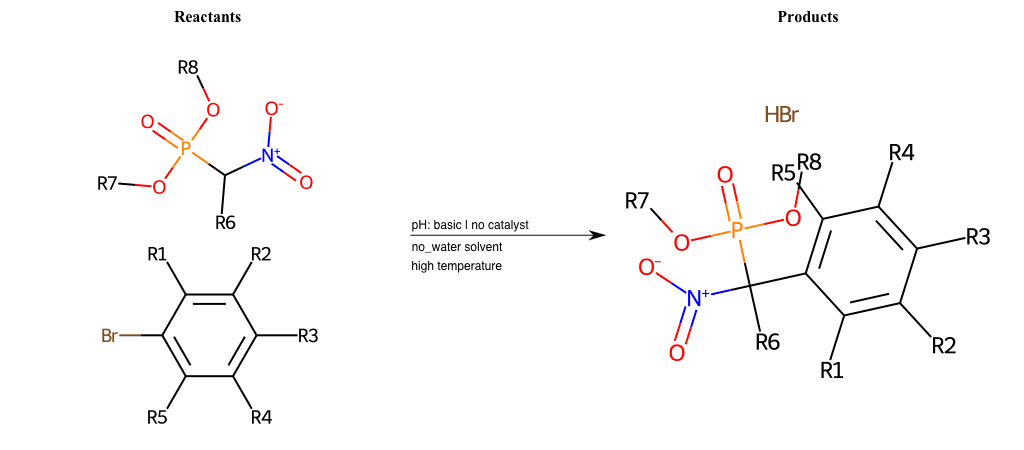 Reactants
Products
R8
O⁻
O
O
P
N⁺
O
R7
O
R6
R1
R2
Br
R3
R5
R4
pH: basic | no catalyst
no_water solvent
high temperature
HBr
R4
R8
R5
O
R7
O
P
O
R3
O⁻
N⁺
R6
R2
O
R1